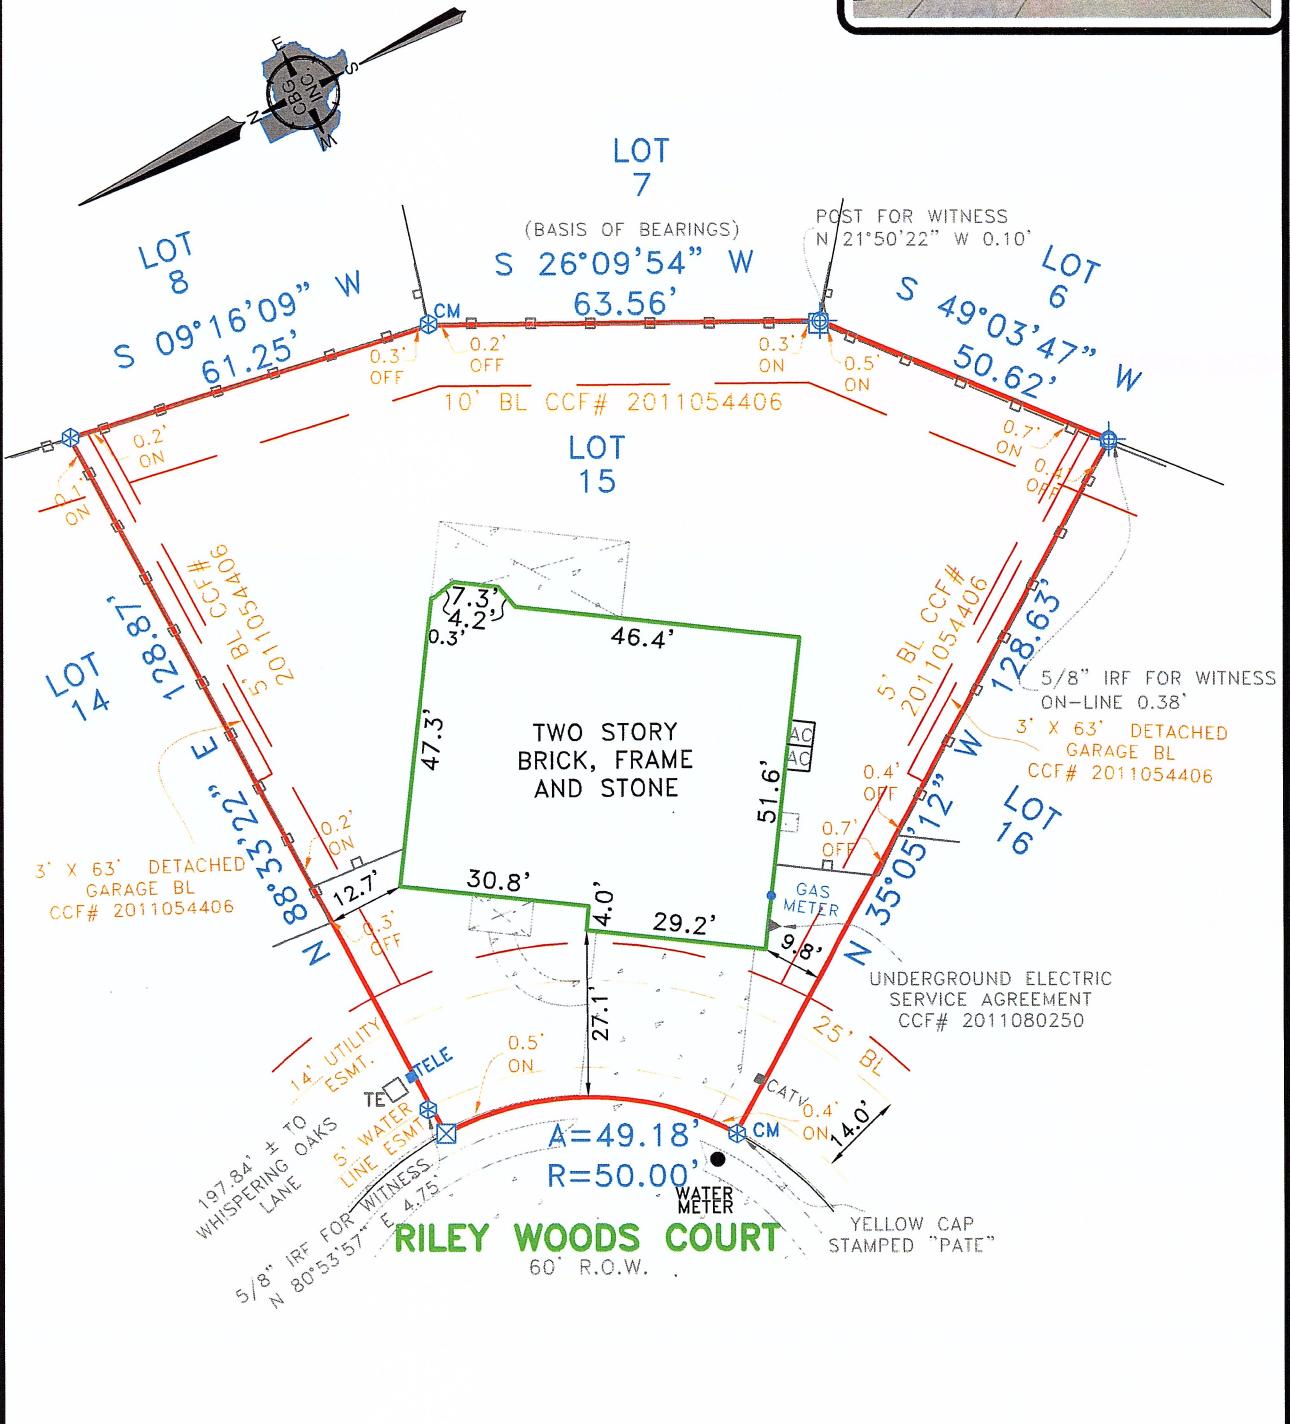 E
S
CBG
INC.
N
W
LOT
7
(BASIS OF BEARINGS)
S 26°09'54" W
63.56'
POST FOR WITNESS
N 21°50'22" W 0.10'
LOT
8
S 09°16'09" W
61.25'
LOT
6
S 49°03'47" W
50.62'
CM
0.3'
OFF
0.2'
OFF
0.3'
ON
0.5'
ON
10' BL CCF# 2011054406
0.2'
ON
0.7'
ON
0.4'
OFF
0.1'
ON
LOT
15
5' BL CCF#
2011054406
128.87'
LOT
14
7.3'
4.2'
0.3'
46.4'
5' BL CCF#
2011054406
128.63'
5/8" IRF FOR WITNESS
ON-LINE 0.38'
3' X 63' DETACHED
GARAGE BL
CCF# 2011054406
47.3'
TWO STORY
BRICK, FRAME
AND STONE
AC
AC
51.6'
0.4'
OFF
LOT
16
0.2'
ON
0.7'
OFF
3' X 63' DETACHED
GARAGE BL
CCF# 2011054406
N 88°33'22" E
12.7'
30.8'
4.0'
29.2'
GAS
METER
9.8'
N 35°05'12" W
0.3'
OFF
UNDERGROUND ELECTRIC
SERVICE AGREEMENT
CCF# 2011080250
27.1'
25' BL
14' UTILITY
ESMT.
TELE
TE
0.5'
ON
CATV
0.4'
ON
14.0'
5' WATER
LINE ESMT
197.84' ± TO
WHISPERING OAKS
LANE
A=49.18'
R=50.00'
CM
WATER
METER
5/8" IRF FOR WITNESS
N 80°53'57" E 4.75'
YELLOW CAP
STAMPED "PATE"
RILEY WOODS COURT
60' R.O.W.